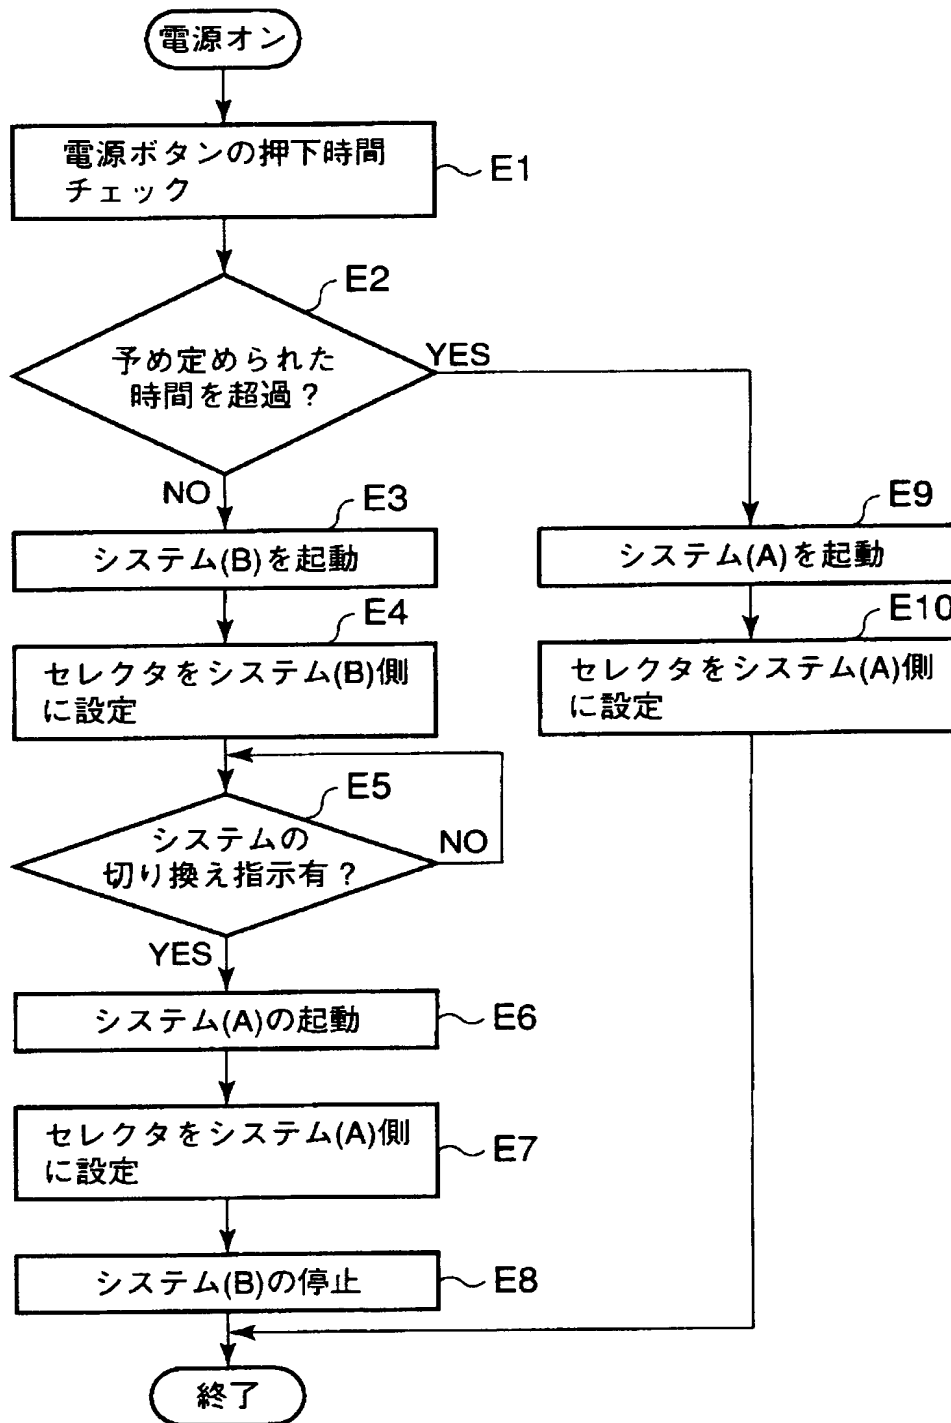 電源オン
電源ボタンの押下時間
チェック
E1
E2
予め定められた
時間を超過？
YES
NO
E3
システム(B)を起動
E4
セレクタをシステム(B)側
に設定
E5
システムの
切り換え指示有？
NO
YES
システム(A)の起動
E6
セレクタをシステム(A)側
に設定
E7
システム(B)の停止
E8
E9
システム(A)を起動
E10
セレクタをシステム(A)側
に設定
終了